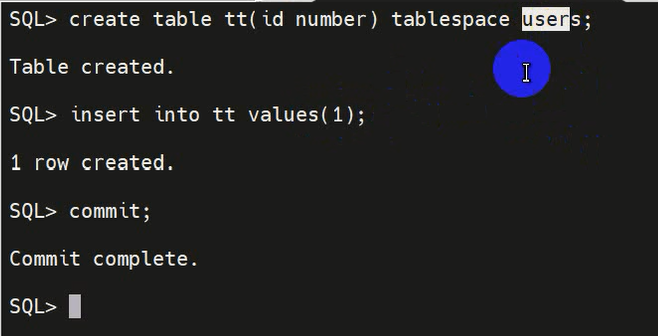 SQL> create table tt(id number) tablespace users;
Table created.
SQL> insert into tt values(1);
1 row created.
SQL> commit;
Commit complete.
SQL>